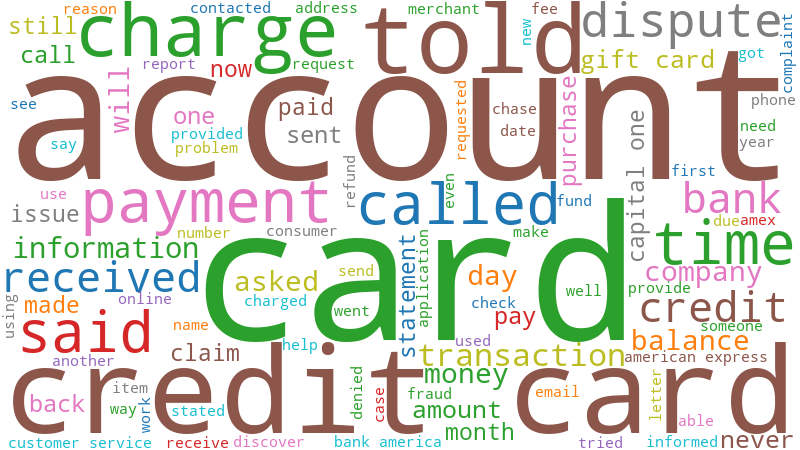 reason
contacted
address
merchant
fee
still
charge
told
dispute
new
call
report
now
request
gift card
got
complaint
account
see
will
one
paid
chase
requested
purchase
phone
say
provided
problem
sent
date
capital one
need
year
refund
even
first
use
payment
called
fund
bank
issue
number
consumer
make
due
amex
information
card
time
received
asked
send
statement
application
day
well
company
provide
using
made
online
charged
went
check
pay
credit
said
name
help
used
someone
balance
another
claim
transaction
american express
credit card
item
denied
money
back
way
work
stated
case
fraud
amount
email
letter
able
month
customer service
receive
discover
bank america
tried
informed
never